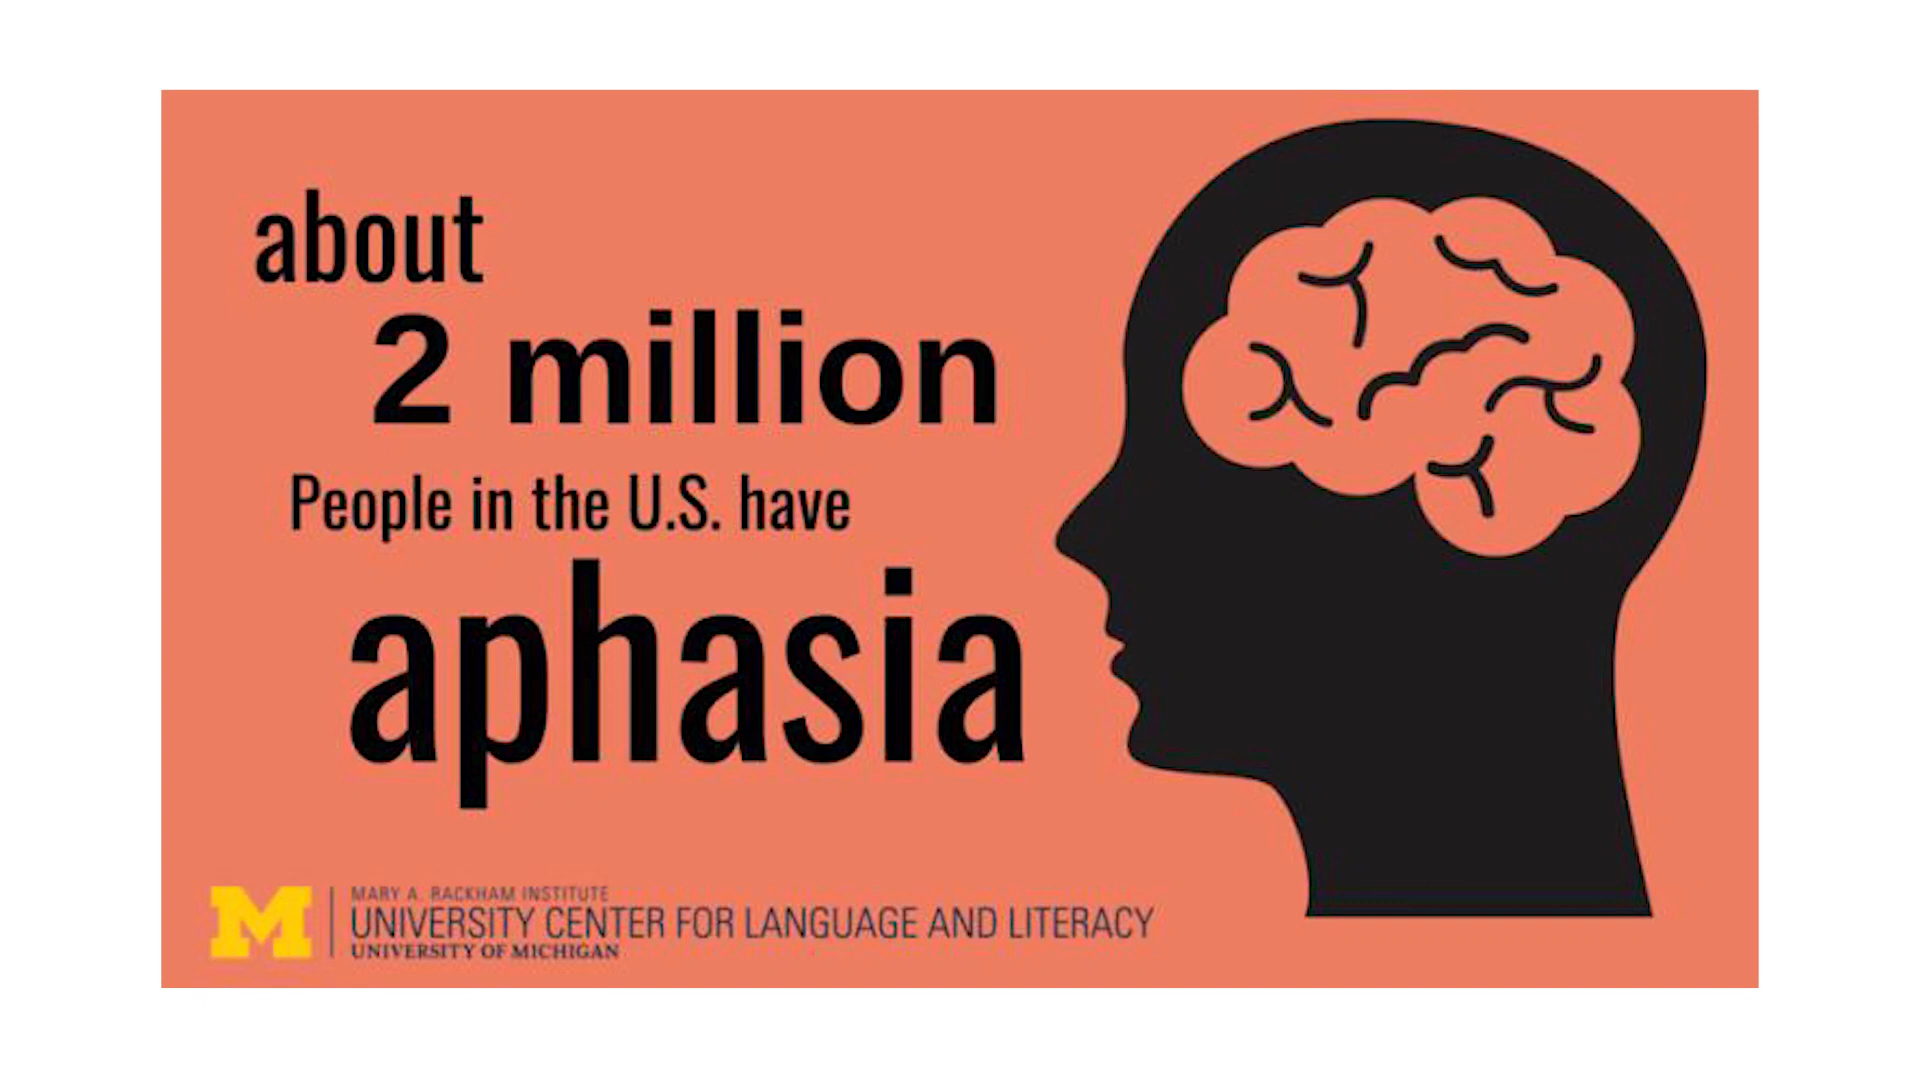 about
2 million
People in the U.S. have
aphasia
M
MARY A. RACKHAM INSTITUTE
UNIVERSITY CENTER FOR LANGUAGE AND LITERACY
UNIVERSITY OF MICHIGAN